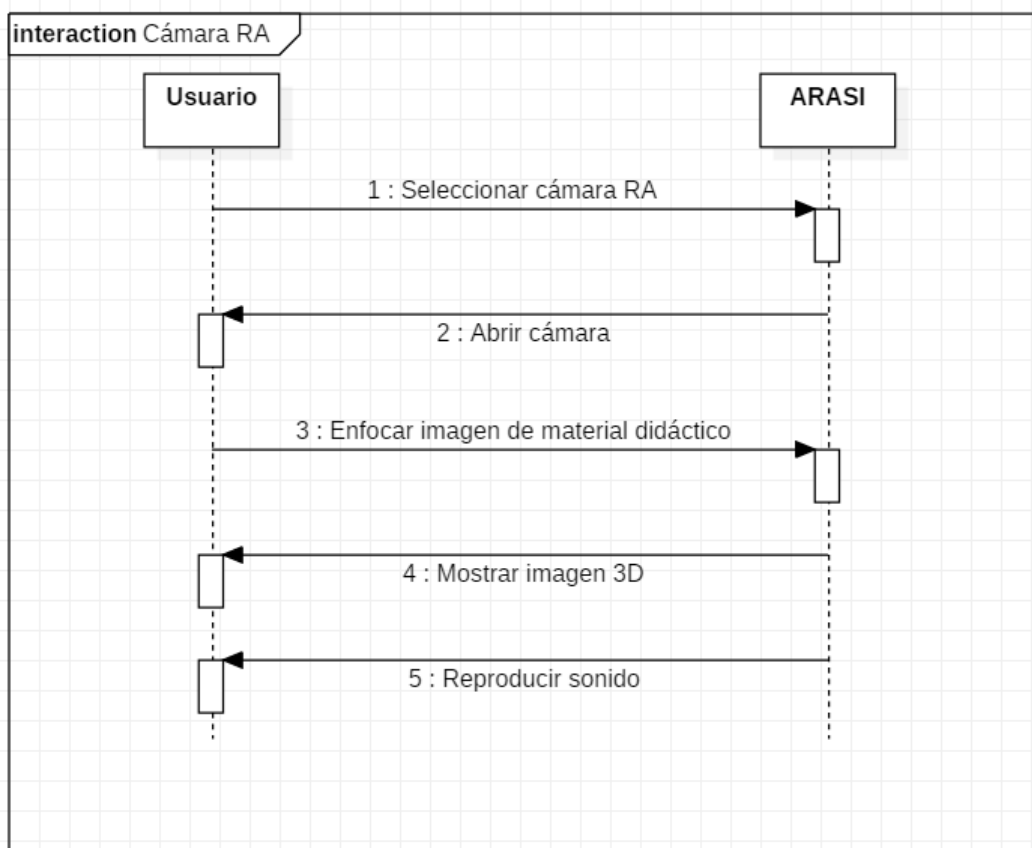 interaction Cámara RA
Usuario
ARASI
1 : Seleccionar cámara RA
2 : Abrir cámara
3 : Enfocar imagen de material didáctico
4 : Mostrar imagen 3D
5 : Reproducir sonido